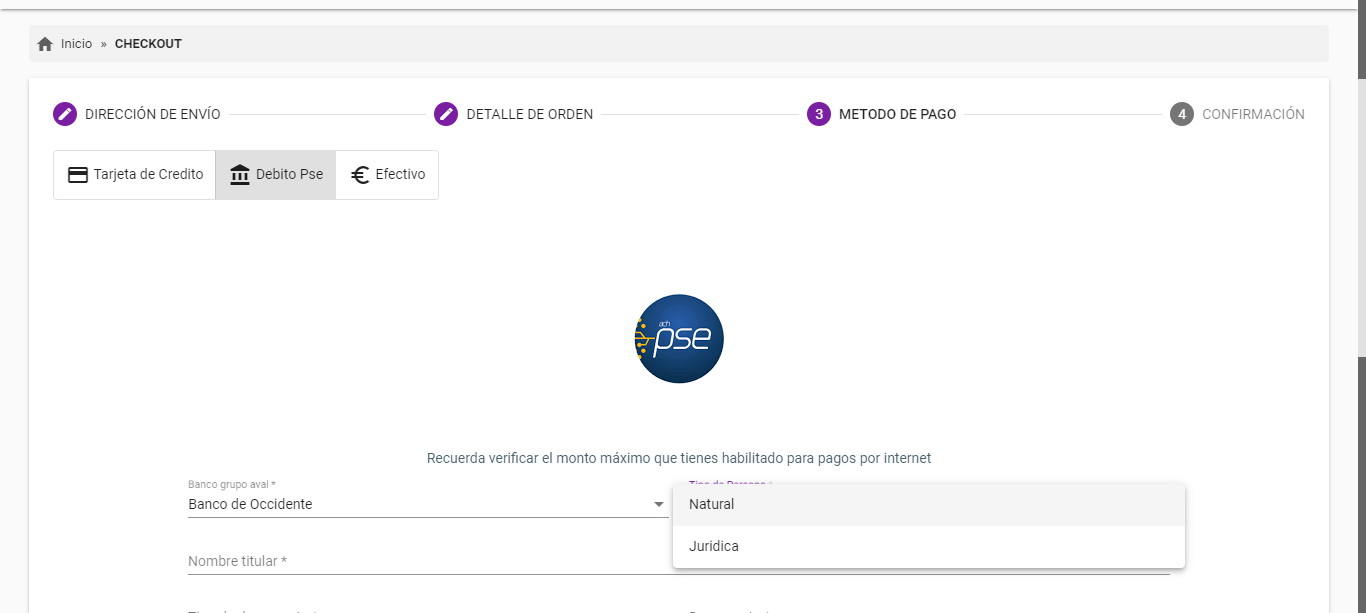 Inicio » CHECKOUT
DIRECCIÓN DE ENVÍO
DETALLE DE ORDEN
3 METODO DE PAGO
4 CONFIRMACIÓN
Tarjeta de Credito
Debito Pse
Efectivo
ach
pse
Recuerda verificar el monto máximo que tienes habilitado para pagos por internet
Banco grupo aval *
Banco de Occidente
Tipo de Persona *
Natural
Juridica
Nombre titular *